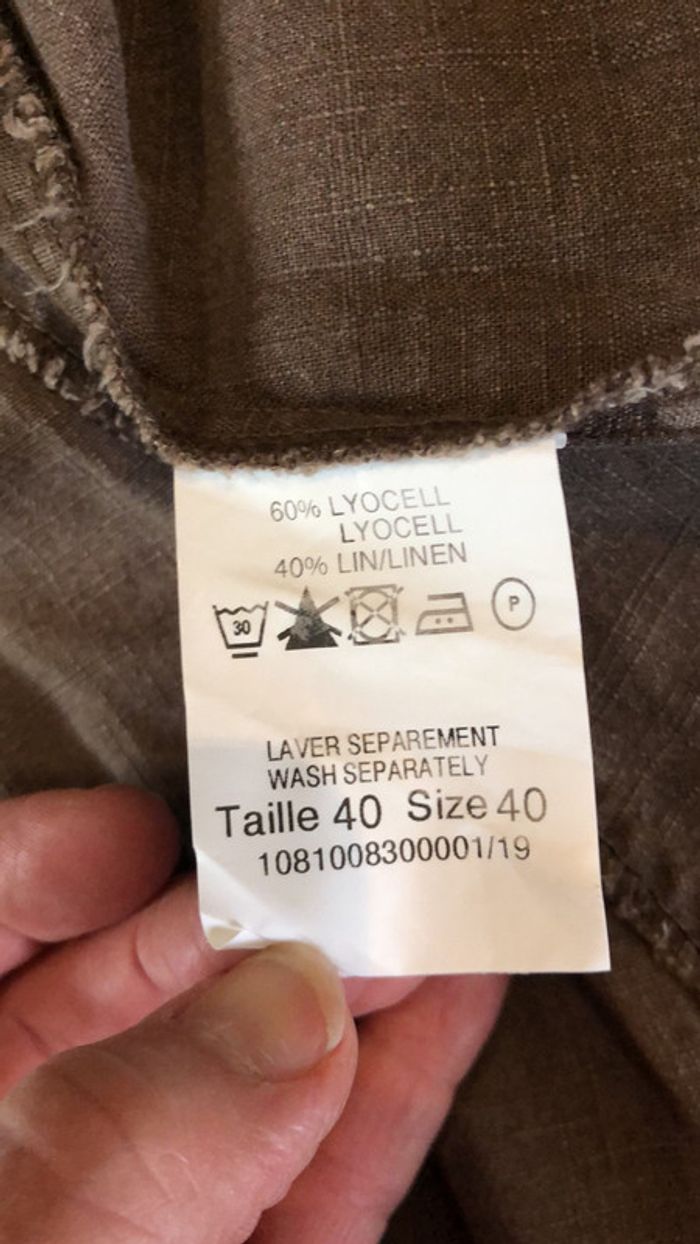 60% LYOCELL
LYOCELL
40% LIN/LINEN
30 P
LAVER SEPAREMENT
WASH SEPARATELY
Taille 40 Size 40
1081008300001/19